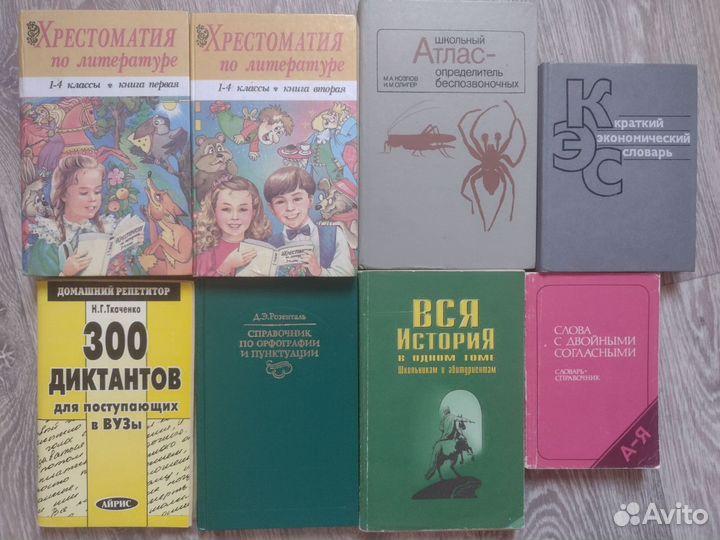 Хрестоматия
по литературе
1-4 классы • книга первая
Хрестоматия
по литературе
1-4 классы • книга вторая
ШКОЛЬНЫЙ
АТЛАС-
М.А.КОЗЛОВ
И.М.ОЛИГЕР
определитель
беспозвоночных
Краткий
Экономический
Словарь
ДОМАШНИЙ РЕПЕТИТОР
Н.Г.Ткаченко
300
ДИКТАНТОВ
для поступающих
в ВУЗы
АЙРИС
Д.Э.Розенталь
СПРАВОЧНИК
ПО ОРФОГРАФИИ
И ПУНКТУАЦИИ
ВСЯ
ИСТОРИЯ
В ОДНОМ ТОМЕ
Школьникам и абитуриентам
СЛОВА
С ДВОЙНЫМИ
СОГЛАСНЫМИ
СЛОВАРЬ-
СПРАВОЧНИК
А-Я
Avito